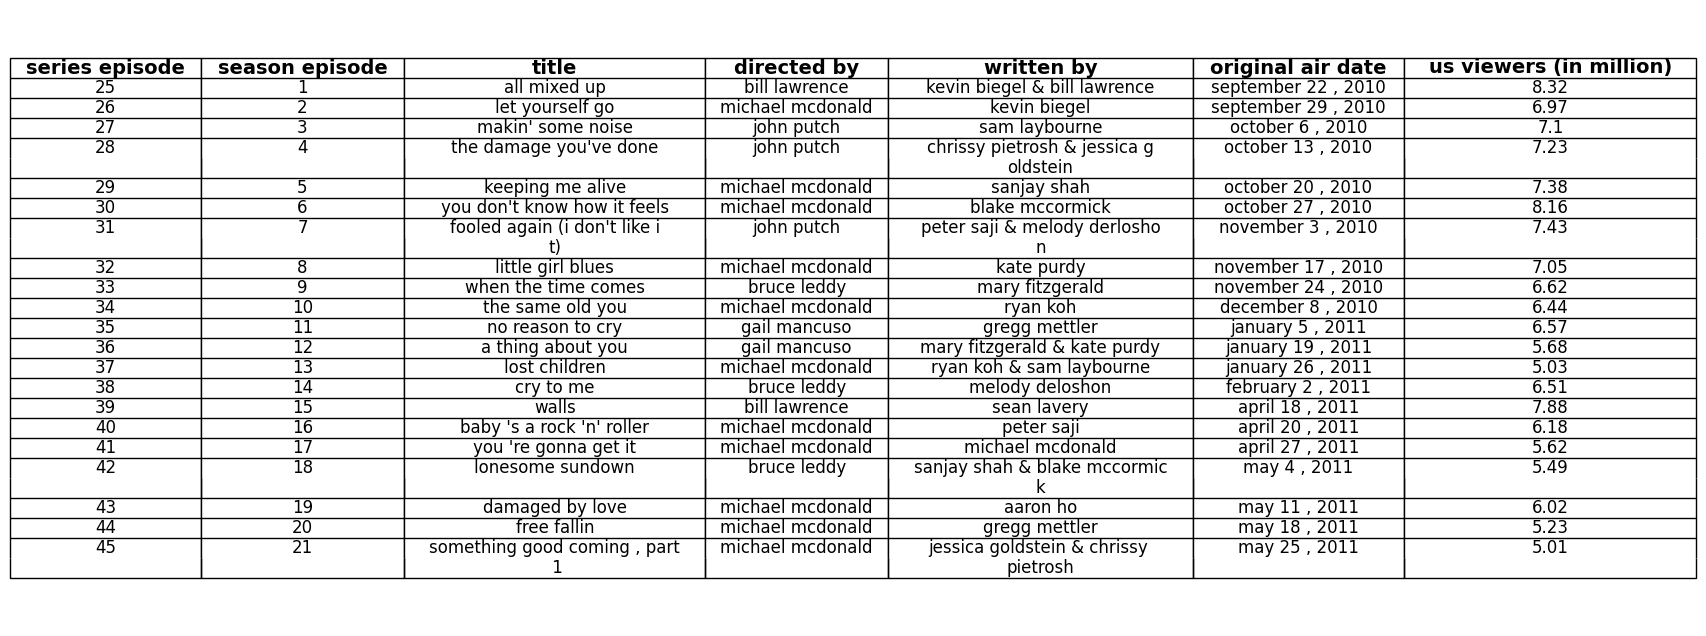 series episode season episode title directed by written by original air date us viewers (in million)
25 1 all mixed up bill lawrence kevin biegel & bill lawrence september 22 , 2010 8.32
26 2 let yourself go michael mcdonald kevin biegel september 29 , 2010 6.97
27 3 makin' some noise john putch sam laybourne october 6 , 2010 7.1
28 4 the damage you've done john putch chrissy pietrosh & jessica g october 13 , 2010 7.23
oldstein
29 5 keeping me alive michael mcdonald sanjay shah october 20 , 2010 7.38
30 6 you don't know how it feels michael mcdonald blake mccormick october 27 , 2010 8.16
31 7 fooled again (i don't like i john putch peter saji & melody derlosho november 3 , 2010 7.43
t) n
32 8 little girl blues michael mcdonald kate purdy november 17 , 2010 7.05
33 9 when the time comes bruce leddy mary fitzgerald november 24 , 2010 6.62
34 10 the same old you michael mcdonald ryan koh december 8 , 2010 6.44
35 11 no reason to cry gail mancuso gregg mettler january 5 , 2011 6.57
36 12 a thing about you gail mancuso mary fitzgerald & kate purdy january 19 , 2011 5.68
37 13 lost children michael mcdonald ryan koh & sam laybourne january 26 , 2011 5.03
38 14 cry to me bruce leddy melody deloshon february 2 , 2011 6.51
39 15 walls bill lawrence sean lavery april 18 , 2011 7.88
40 16 baby 's a rock 'n' roller michael mcdonald peter saji april 20 , 2011 6.18
41 17 you 're gonna get it michael mcdonald michael mcdonald april 27 , 2011 5.62
42 18 lonesome sundown bruce leddy sanjay shah & blake mccormic may 4 , 2011 5.49
k
43 19 damaged by love michael mcdonald aaron ho may 11 , 2011 6.02
44 20 free fallin michael mcdonald gregg mettler may 18 , 2011 5.23
45 21 something good coming , part michael mcdonald jessica goldstein & chrissy may 25 , 2011 5.01
1 pietrosh